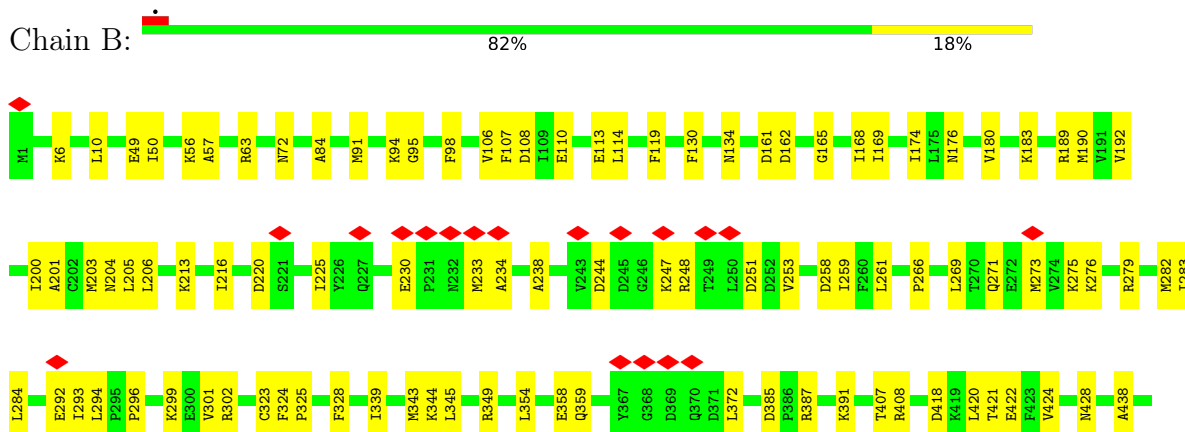 Chain B:
82% 18%
M1 K6 L10 E49 I50 K56 A57 R63 N72 A84 M91 K94 G95 F98 V106 F107 D108 I109 E110 E113 L114 F119 F130 N134 D161 D162 G165 I168 I169 I174 L175 N176 V180 K183 R189 M190 V191 V192
I200 A201 C202 M203 N204 L205 L206 K213 I216 D220 S221 I225 Y226 Q227 E230 P231 N232 M233 A234 A238 V243 D244 D245 G246 K247 R248 T249 L250 D251 D252 V253 D258 I259 F260 L261 P266 L269 T270 Q271 E272 M273 V274 K275 K276 R279 M282 I283
L284 E292 I293 L294 P295 P296 K299 E300 V301 R302 C323 F324 P325 F328 I339 M343 K344 L345 R349 L354 E358 Q359 Y367 G368 D369 Q370 D371 L372 D385 P386 R387 K391 T407 R408 D418 K419 L420 T421 E422 F423 V424 N428 A438